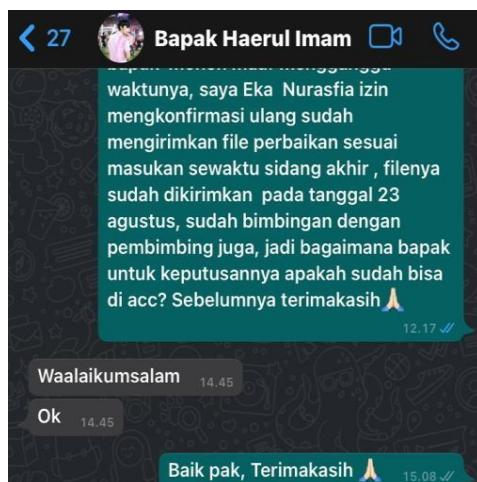 27 Bapak Haerul Imam
waktunya, saya Eka Nurasfia izin
mengkonfirmasi ulang sudah
mengirimkan file perbaikan sesuai
masukan sewaktu sidang akhir , filenya
sudah dikirimkan pada tanggal 23
agustus, sudah bimbingan dengan
pembimbing juga, jadi bagaimana bapak
untuk keputusannya apakah sudah bisa
di acc? Sebelumnya terimakasih🙏🏻
12.17
Waalaikumsalam 14.45
Ok 14.45
Baik pak, Terimakasih 🙏🏻 15.08